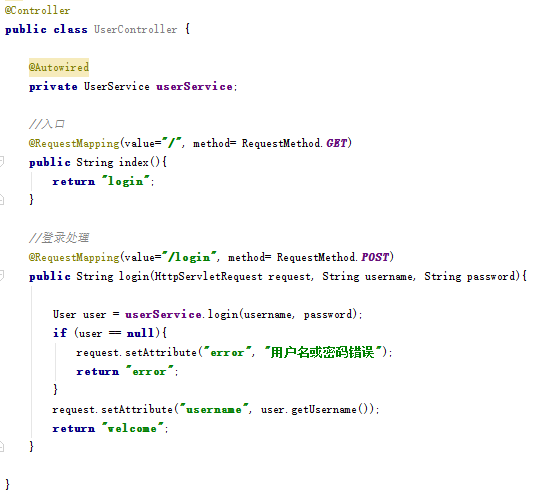 @Controller
public class UserController {
@Autowired
private UserService userService;
//入口
@RequestMapping(value="/", method= RequestMethod.GET)
public String index(){
return "login";
}
//登录处理
@RequestMapping(value="/login", method= RequestMethod.POST)
public String login(HttpServletRequest request, String username, String password){
User user = userService.login(username, password);
if (user == null){
request.setAttribute("error", "用户名或密码错误");
return "error";
}
request.setAttribute("username", user.getUsername());
return "welcome";
}
}